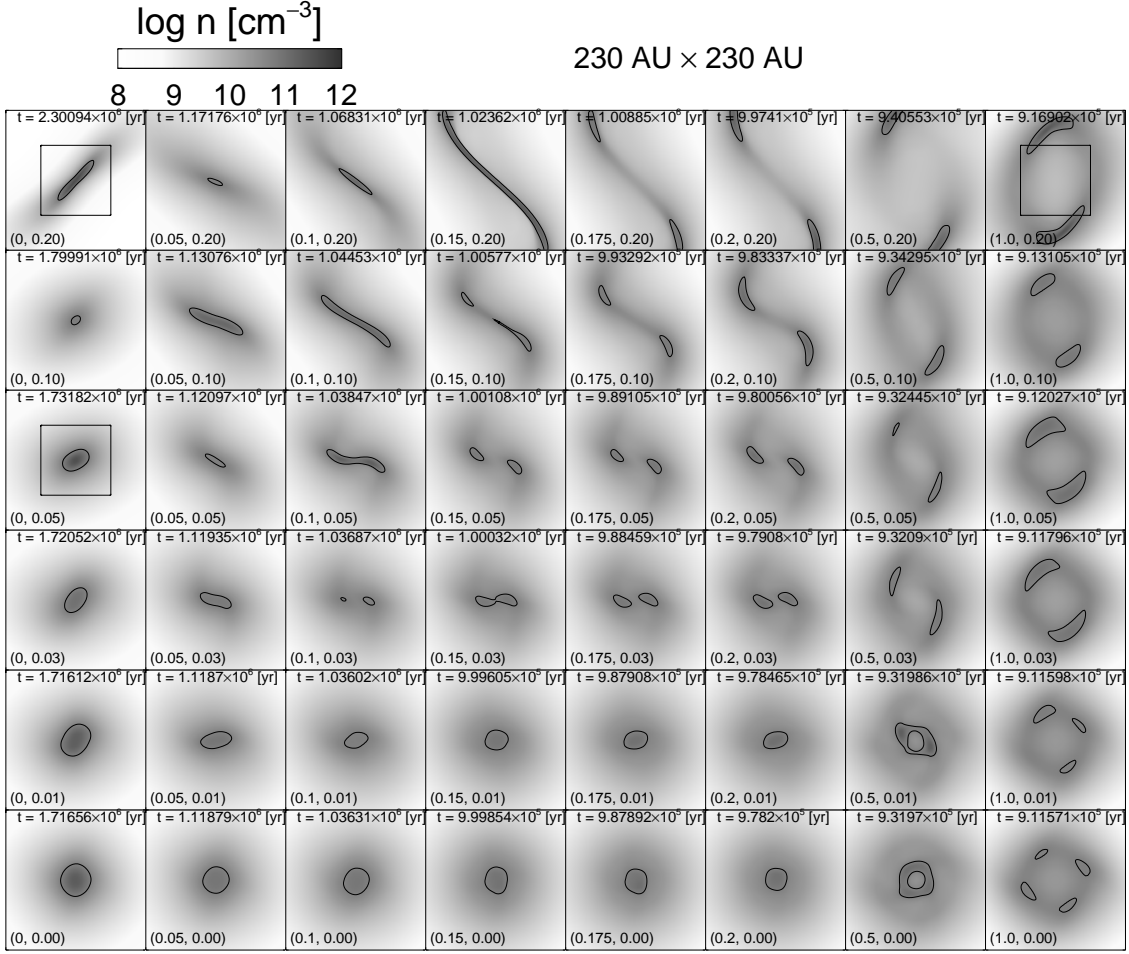 log n [cm⁻³]
230 AU × 230 AU
8 9 10 11 12
t = 2.30094×10⁶ [yr] t = 1.17176×10⁶ [yr] t = 1.06831×10⁶ [yr] t = 1.02362×10⁶ [yr] t = 1.00885×10⁶ [yr] t = 9.9741×10⁵ [yr] t = 9.40553×10⁵ [yr] t = 9.16902×10⁵ [yr]
(0, 0.20) (0.05, 0.20) (0.1, 0.20) (0.15, 0.20) (0.175, 0.20) (0.2, 0.20) (0.5, 0.20) (1.0, 0.20)
t = 1.79991×10⁶ [yr] t = 1.13076×10⁶ [yr] t = 1.04453×10⁶ [yr] t = 1.00577×10⁶ [yr] t = 9.93292×10⁵ [yr] t = 9.83337×10⁵ [yr] t = 9.34295×10⁵ [yr] t = 9.13105×10⁵ [yr]
(0, 0.10) (0.05, 0.10) (0.1, 0.10) (0.15, 0.10) (0.175, 0.10) (0.2, 0.10) (0.5, 0.10) (1.0, 0.10)
t = 1.73182×10⁶ [yr] t = 1.12097×10⁶ [yr] t = 1.03847×10⁶ [yr] t = 1.00108×10⁶ [yr] t = 9.89105×10⁵ [yr] t = 9.80056×10⁵ [yr] t = 9.32445×10⁵ [yr] t = 9.12027×10⁵ [yr]
(0, 0.05) (0.05, 0.05) (0.1, 0.05) (0.15, 0.05) (0.175, 0.05) (0.2, 0.05) (0.5, 0.05) (1.0, 0.05)
t = 1.72052×10⁶ [yr] t = 1.11935×10⁶ [yr] t = 1.03687×10⁶ [yr] t = 1.00032×10⁶ [yr] t = 9.88459×10⁵ [yr] t = 9.7908×10⁵ [yr] t = 9.3209×10⁵ [yr] t = 9.11796×10⁵ [yr]
(0, 0.03) (0.05, 0.03) (0.1, 0.03) (0.15, 0.03) (0.175, 0.03) (0.2, 0.03) (0.5, 0.03) (1.0, 0.03)
t = 1.71612×10⁶ [yr] t = 1.1187×10⁶ [yr] t = 1.03602×10⁶ [yr] t = 9.99605×10⁵ [yr] t = 9.87908×10⁵ [yr] t = 9.78465×10⁵ [yr] t = 9.31986×10⁵ [yr] t = 9.11598×10⁵ [yr]
(0, 0.01) (0.05, 0.01) (0.1, 0.01) (0.15, 0.01) (0.175, 0.01) (0.2, 0.01) (0.5, 0.01) (1.0, 0.01)
t = 1.71656×10⁶ [yr] t = 1.11879×10⁶ [yr] t = 1.03631×10⁶ [yr] t = 9.99854×10⁵ [yr] t = 9.87892×10⁵ [yr] t = 9.782×10⁵ [yr] t = 9.3197×10⁵ [yr] t = 9.11571×10⁵ [yr]
(0, 0.00) (0.05, 0.00) (0.1, 0.00) (0.15, 0.00) (0.175, 0.00) (0.2, 0.00) (0.5, 0.00) (1.0, 0.00)